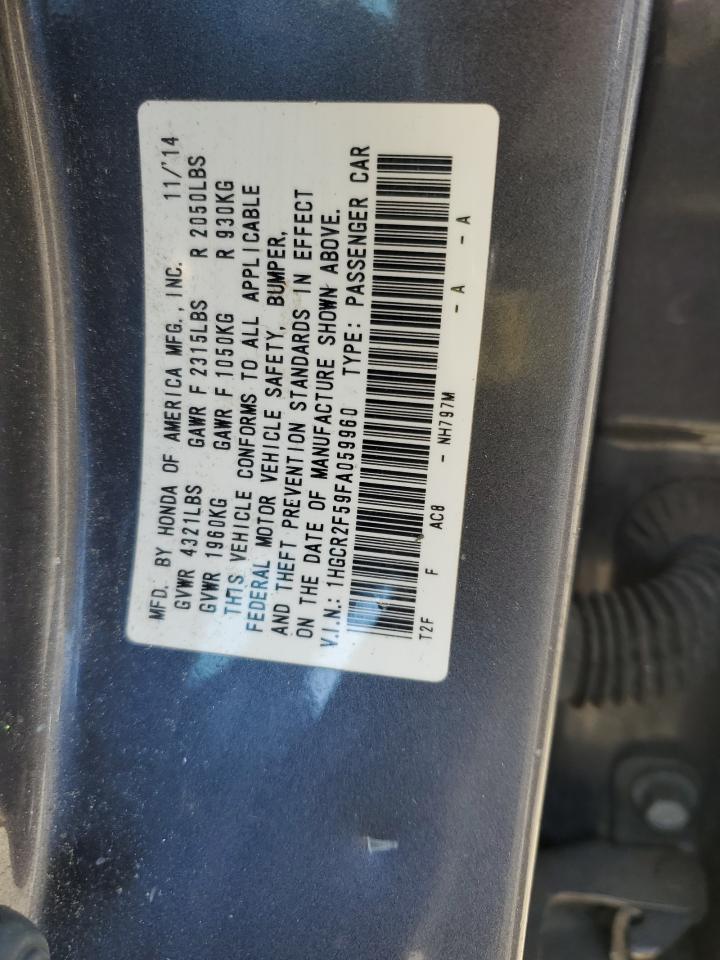 MFD. BY HONDA OF AMERICA MFG., INC. 11/'14
GVWR 4321LBS GAWR F 2315LBS R 2050LBS
GVWR 1960KG GAWR F 1050KG R 930KG
THIS VEHICLE CONFORMS TO ALL APPLICABLE
FEDERAL MOTOR VEHICLE SAFETY, BUMPER,
AND THEFT PREVENTION STANDARDS IN EFFECT
ON THE DATE OF MANUFACTURE SHOWN ABOVE.
V.I.N.: 1HGCR2F59FA059960 TYPE: PASSENGER CAR
T2F F AC8 - NH797M - A - A